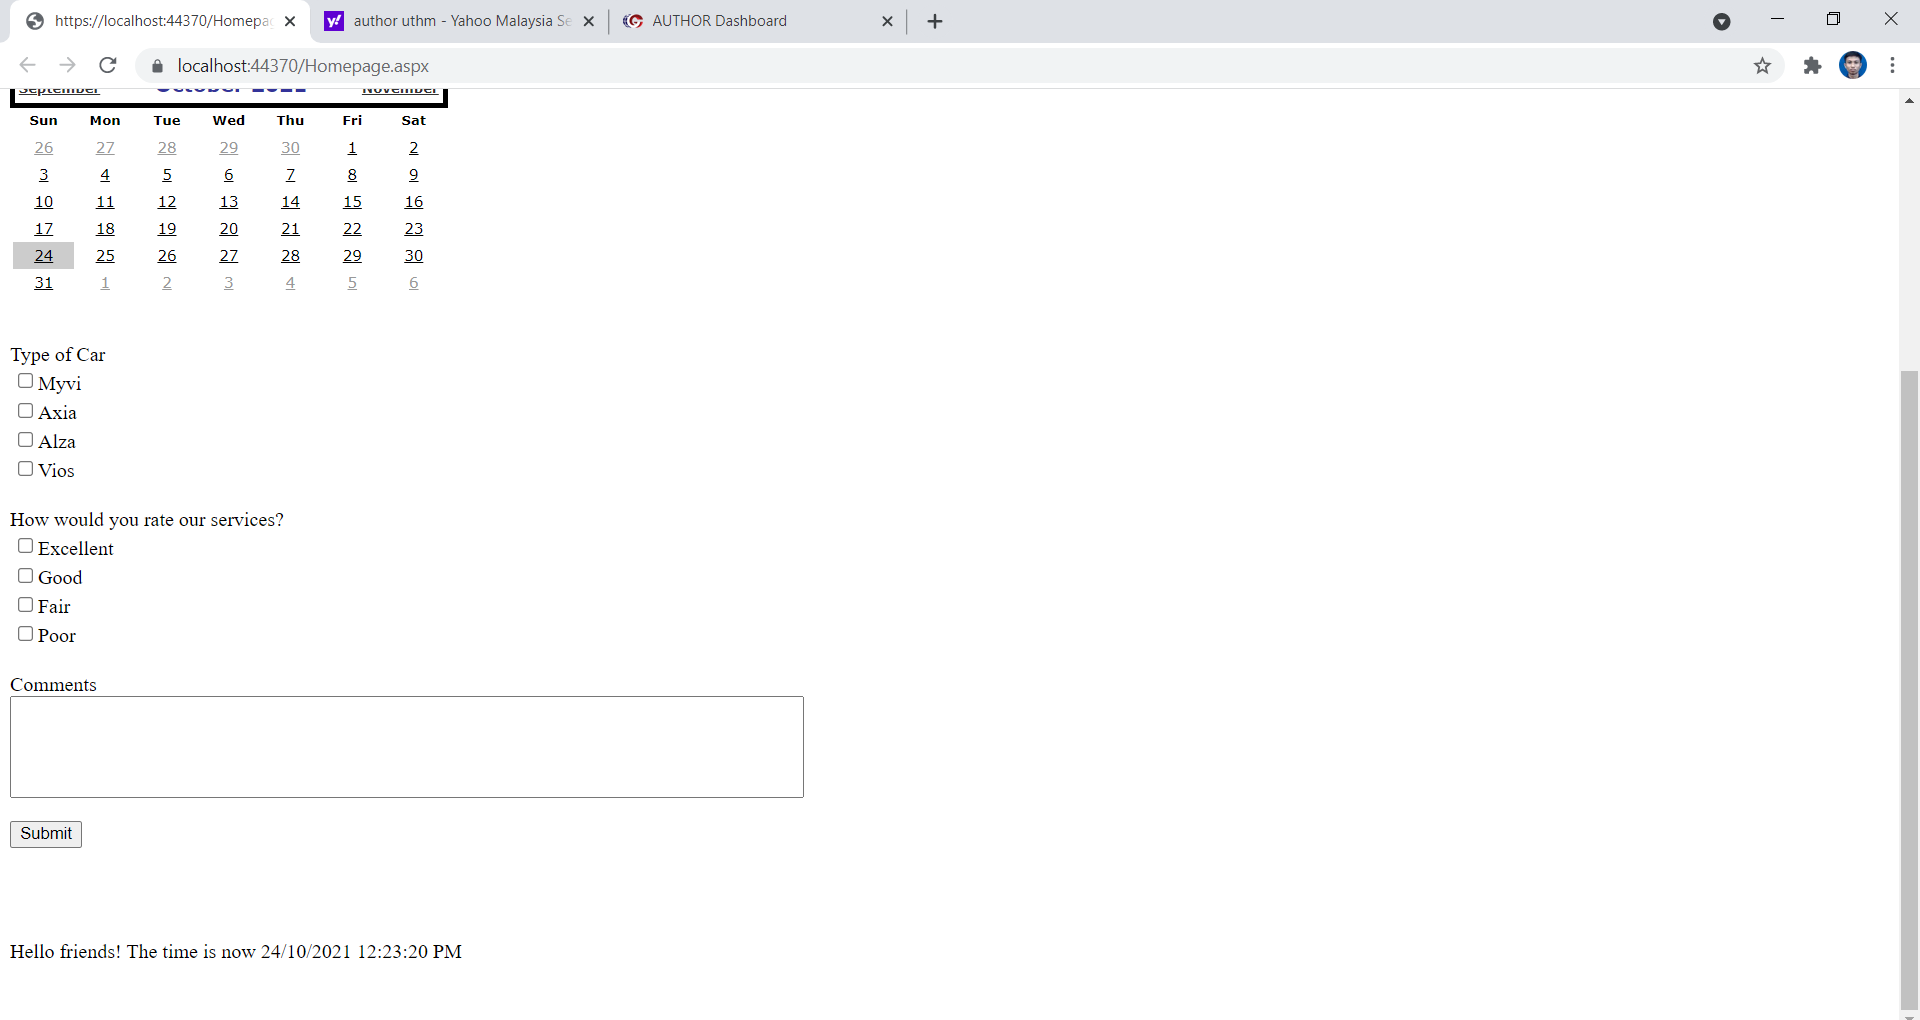 https://localhost:44370/Homepa
author uthm - Yahoo Malaysia Se
AUTHOR Dashboard
localhost:44370/Homepage.aspx
September October 2021 November
Sun Mon Tue Wed Thu Fri Sat
26 27 28 29 30 1 2
3 4 5 6 7 8 9
10 11 12 13 14 15 16
17 18 19 20 21 22 23
24 25 26 27 28 29 30
31 1 2 3 4 5 6
Type of Car
Myvi
Axia
Alza
Vios
How would you rate our services?
Excellent
Good
Fair
Poor
Comments
Submit
Hello friends! The time is now 24/10/2021 12:23:20 PM